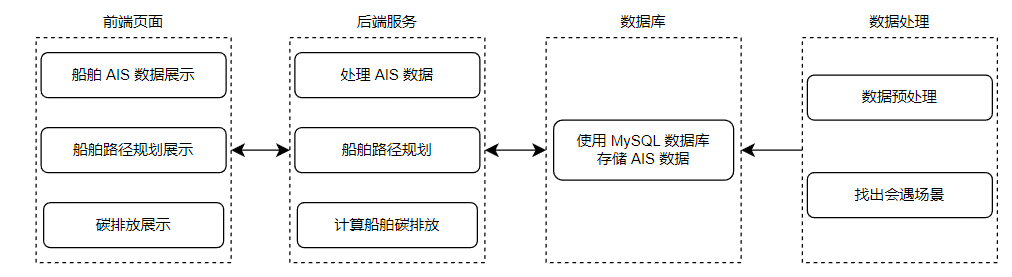 前端页面
船舶 AIS 数据展示
船舶路径规划展示
碳排放展示
后端服务
处理 AIS 数据
船舶路径规划
计算船舶碳排放
数据库
使用 MySQL 数据库
存储 AIS 数据
数据处理
数据预处理
找出会遇场景